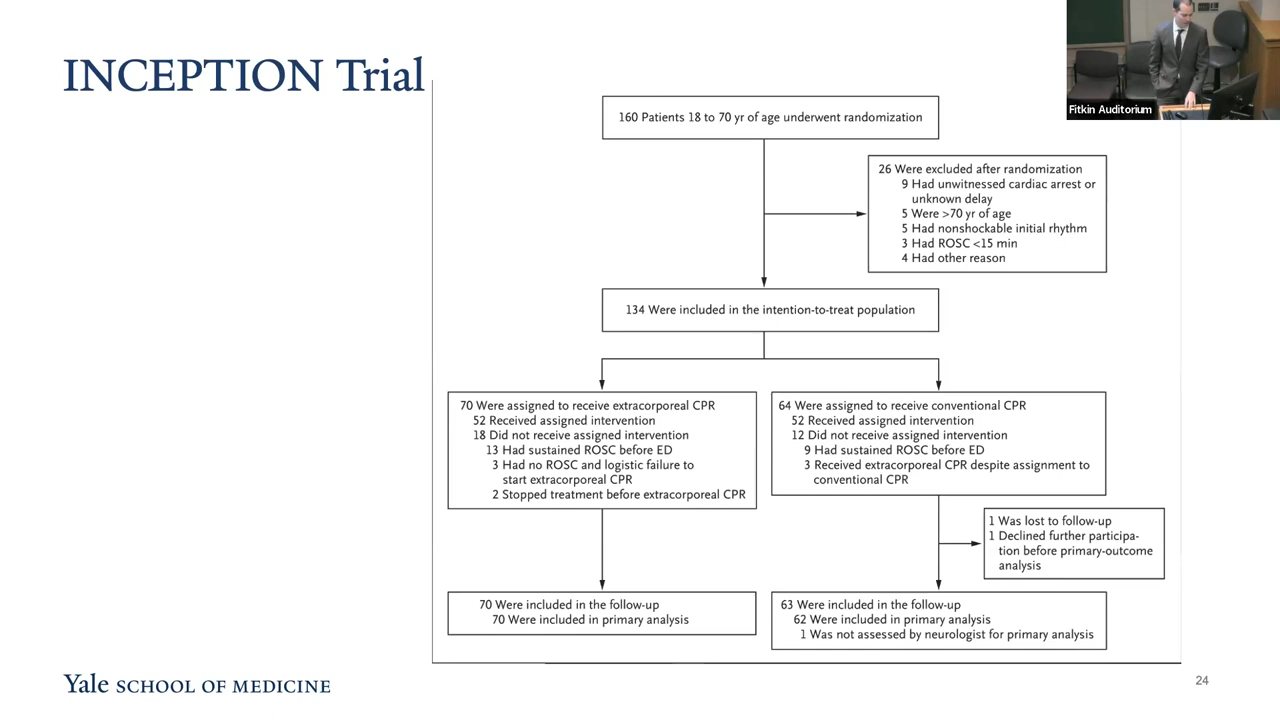 INCEPTION Trial
Fitkin Auditorium
160 Patients 18 to 70 yr of age underwent randomization
26 Were excluded after randomization
9 Had unwitnessed cardiac arrest or
unknown delay
5 Were >70 yr of age
5 Had nonshockable initial rhythm
3 Had ROSC <15 min
4 Had other reason
134 Were included in the intention-to-treat population
70 Were assigned to receive extracorporeal CPR
52 Received assigned intervention
18 Did not receive assigned intervention
13 Had sustained ROSC before ED
3 Had no ROSC and logistic failure to
start extracorporeal CPR
2 Stopped treatment before extracorporeal CPR
64 Were assigned to receive conventional CPR
52 Received assigned intervention
12 Did not receive assigned intervention
9 Had sustained ROSC before ED
3 Received extracorporeal CPR despite assignment to
conventional CPR
1 Was lost to follow-up
1 Declined further participa-
tion before primary-outcome
analysis
70 Were included in the follow-up
70 Were included in primary analysis
63 Were included in the follow-up
62 Were included in primary analysis
1 Was not assessed by neurologist for primary analysis
Yale SCHOOL OF MEDICINE
24